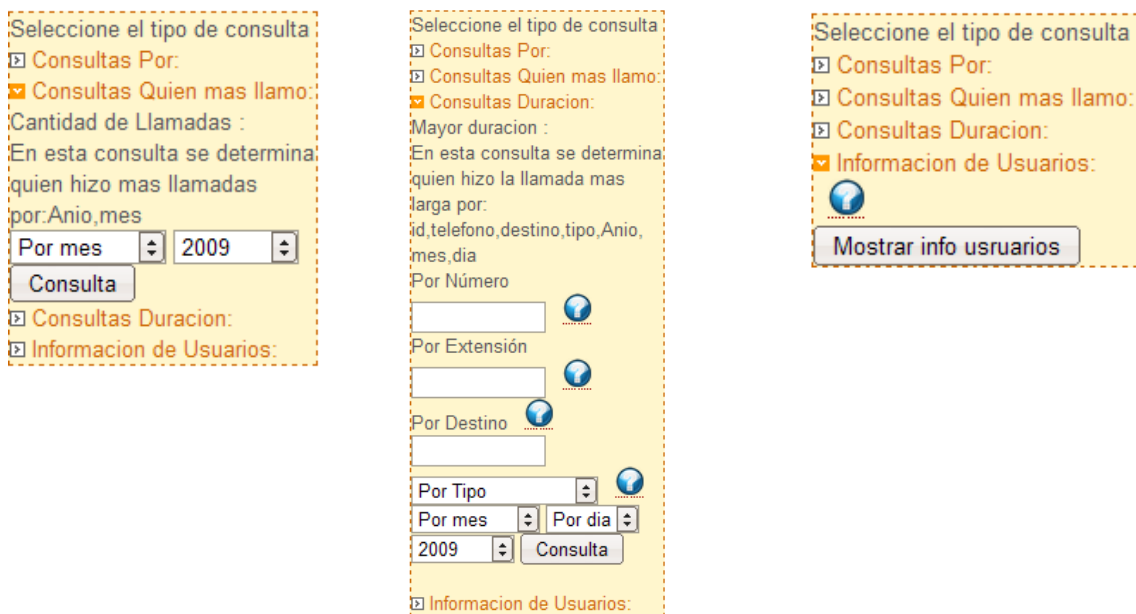 Seleccione el tipo de consulta
Consultas Por:
Consultas Quien mas llamo:
Cantidad de Llamadas :
En esta consulta se determina
quien hizo mas llamadas
por:Anio,mes
Por mes 2009
Consulta
Consultas Duracion:
Informacion de Usuarios:
Seleccione el tipo de consulta
Consultas Por:
Consultas Quien mas llamo:
Consultas Duracion:
Mayor duracion :
En esta consulta se determina
quien hizo la llamada mas
larga por:
id,telefono,destino,tipo,Anio,
mes,dia
Por Número
?
Por Extensión
?
Por Destino ?
Por Tipo ?
Por mes Por dia
2009 Consulta
Informacion de Usuarios:
Seleccione el tipo de consulta
Consultas Por:
Consultas Quien mas llamo:
Consultas Duracion:
Informacion de Usuarios:
?
Mostrar info usruarios